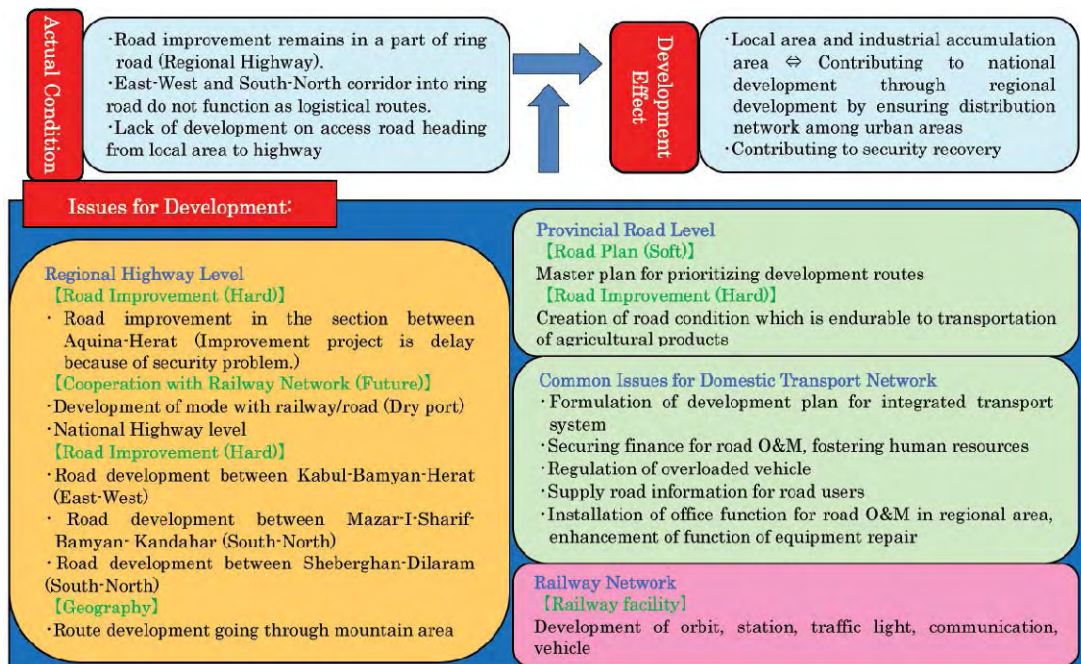 Actual Condition
·Road improvement remains in a part of ring
road (Regional Highway).
·East-West and South-North corridor into ring
road do not function as logistical routes.
·Lack of development on access road heading
from local area to highway
Development
Effect
·Local area and industrial accumulation
area ⇔ Contributing to national
development through regional
development by ensuring distribution
network among urban areas
·Contributing to security recovery
Issues for Development:
Regional Highway Level
【Road Improvement (Hard)】
· Road improvement in the section between
Aquina-Herat (Improvement project is delay
because of security problem.)
【Cooperation with Railway Network (Future)】
·Development of mode with railway/road (Dry port)
·National Highway level
【Road Improvement (Hard)】
·Road development between Kabul-Bamyan-Herat
(East-West)
· Road development between Mazar-I-Sharif-
Bamyan- Kandahar (South-North)
·Road development between Sheberghan-Dilaram
(South-North)
【Geography】
·Route development going through mountain area
Provincial Road Level
【Road Plan (Soft)】
Master plan for prioritizing development routes
【Road Improvement (Hard)】
Creation of road condition which is endurable to transportation
of agricultural products
Common Issues for Domestic Transport Network
·Formulation of development plan for integrated transport
system
·Securing finance for road O&M, fostering human resources
·Regulation of overloaded vehicle
·Supply road information for road users
·Installation of office function for road O&M in regional area,
enhancement of function of equipment repair
Railway Network
【Railway facility】
Development of orbit, station, traffic light, communication,
vehicle